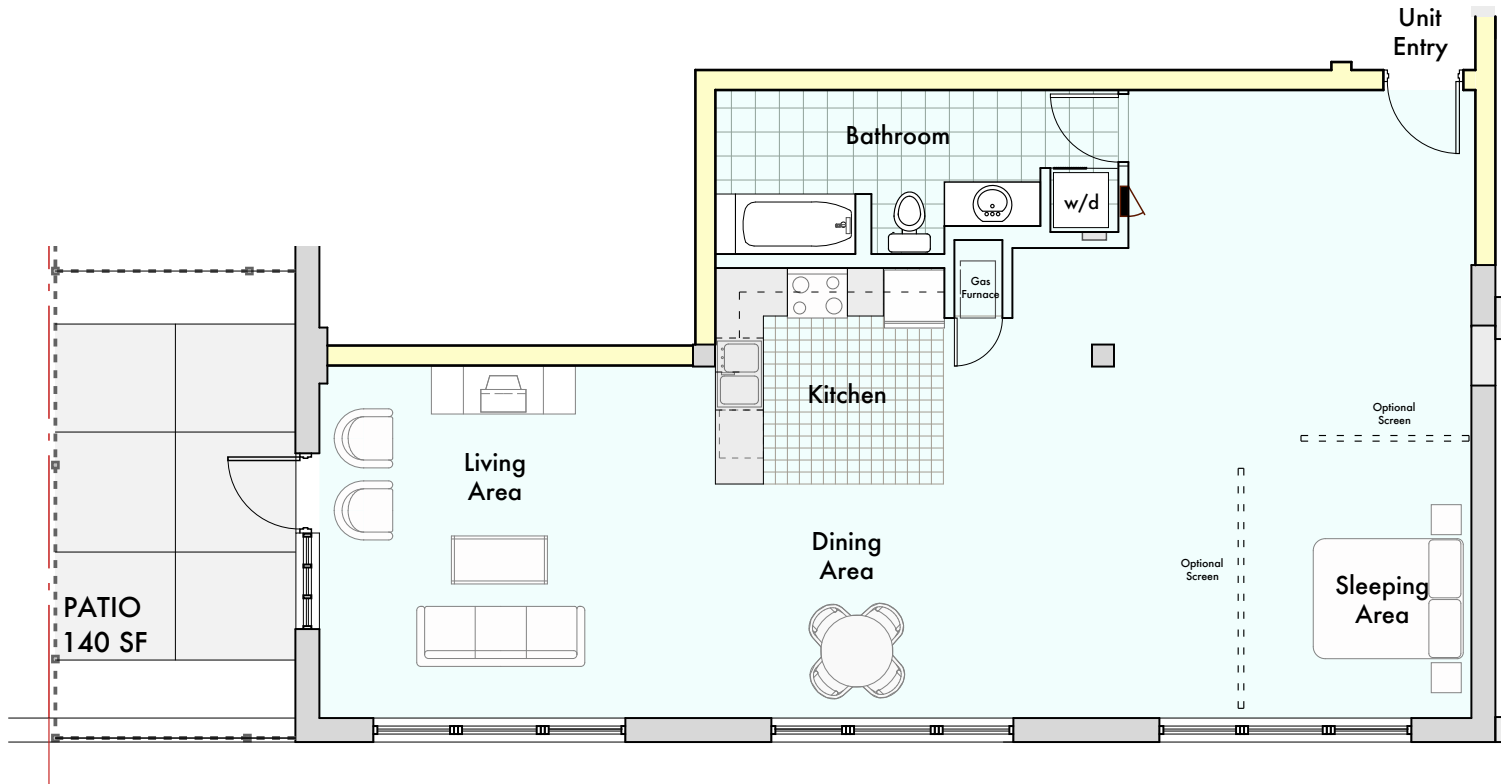 Unit
Entry
Bathroom
w/d
Gas
Furnace
Kitchen
Optional
Screen
Living
Area
Dining
Area
Optional
Screen
Sleeping
Area
PATIO
140 SF